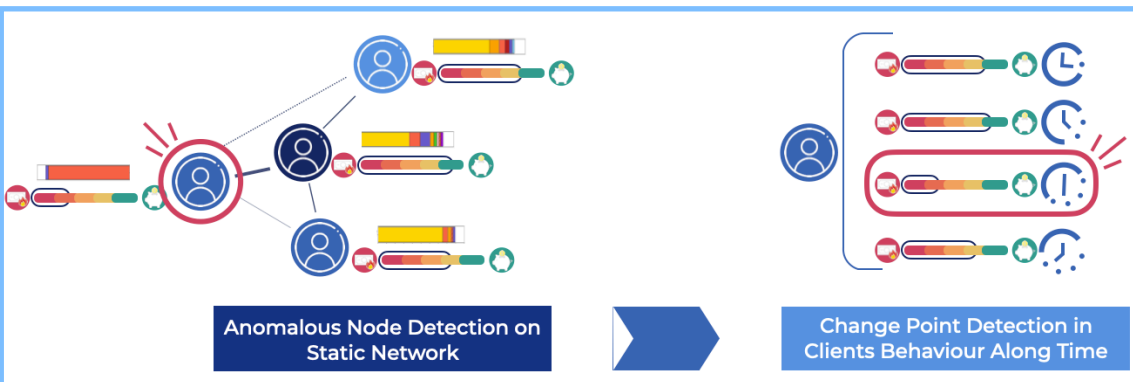 Anomalous Node Detection on
Static Network
Change Point Detection in
Clients Behaviour Along Time